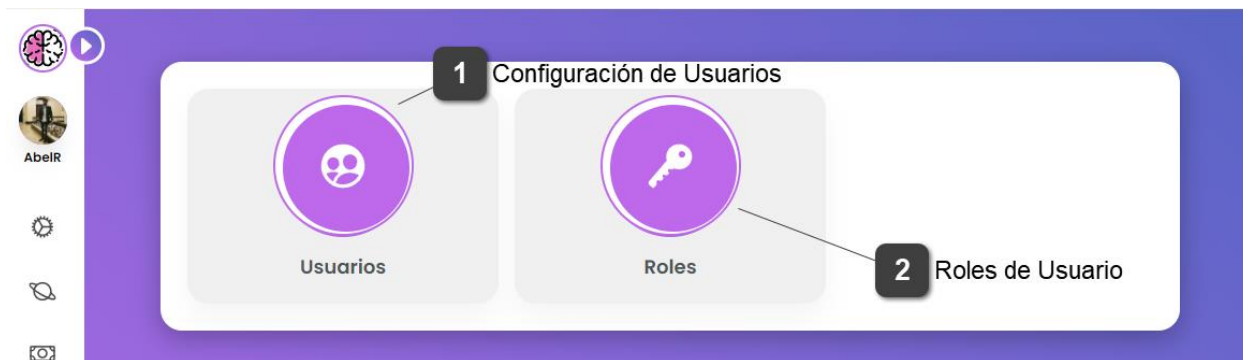 1 Configuración de Usuarios
AbelR
Usuarios
Roles
2 Roles de Usuario